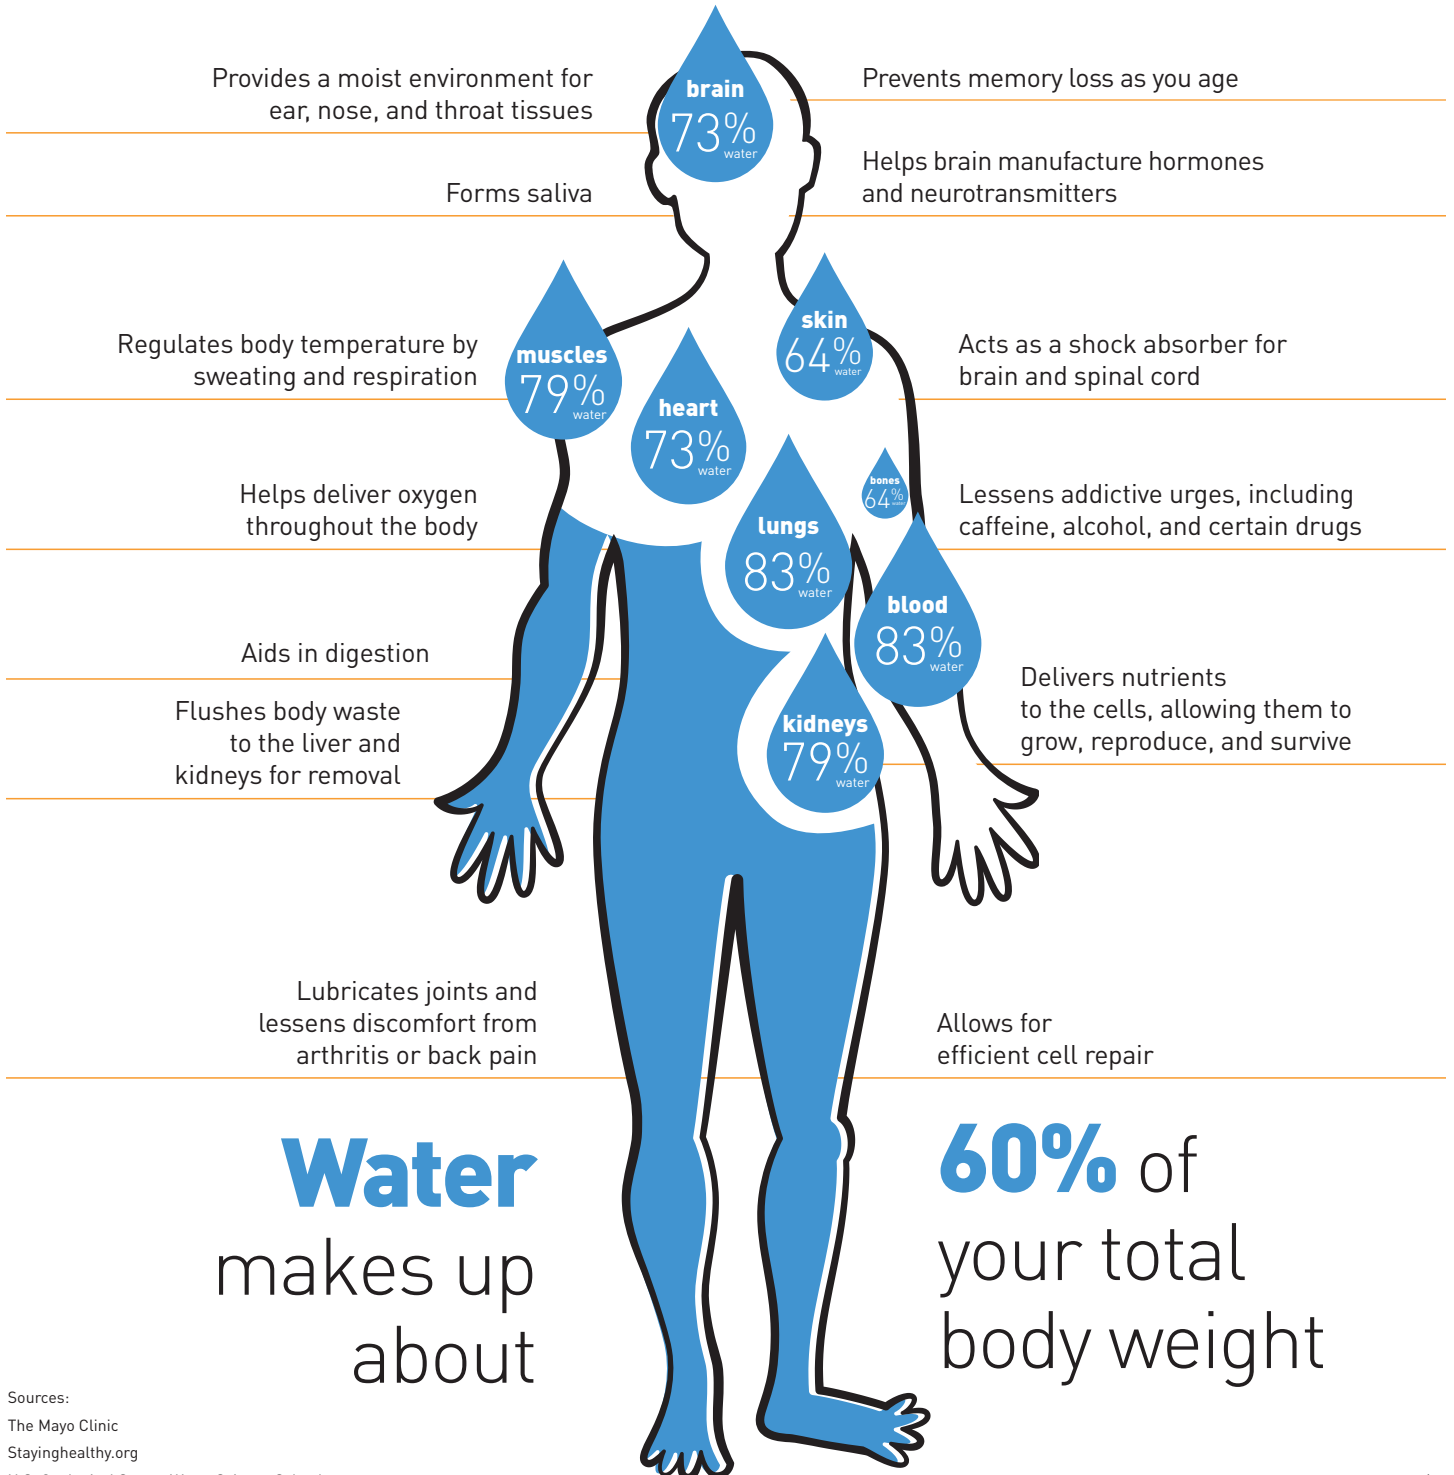 Provides a moist environment for
ear, nose, and throat tissues
Forms saliva
brain
73%
water
Prevents memory loss as you age
Helps brain manufacture hormones
and neurotransmitters
Regulates body temperature by
sweating and respiration
muscles
79%
water
heart
73%
water
skin
64%
water
Acts as a shock absorber for
brain and spinal cord
Helps deliver oxygen
throughout the body
lungs
83%
water
bones
64%
water
Lessens addictive urges, including
caffeine, alcohol, and certain drugs
blood
83%
water
Aids in digestion
Flushes body waste
to the liver and
kidneys for removal
kidneys
79%
water
Delivers nutrients
to the cells, allowing them to
grow, reproduce, and survive
Lubricates joints and
lessens discomfort from
arthritis or back pain
Allows for
efficient cell repair
Water
makes up
about
60% of
your total
body weight
Sources:
The Mayo Clinic
Stayinghealthy.org